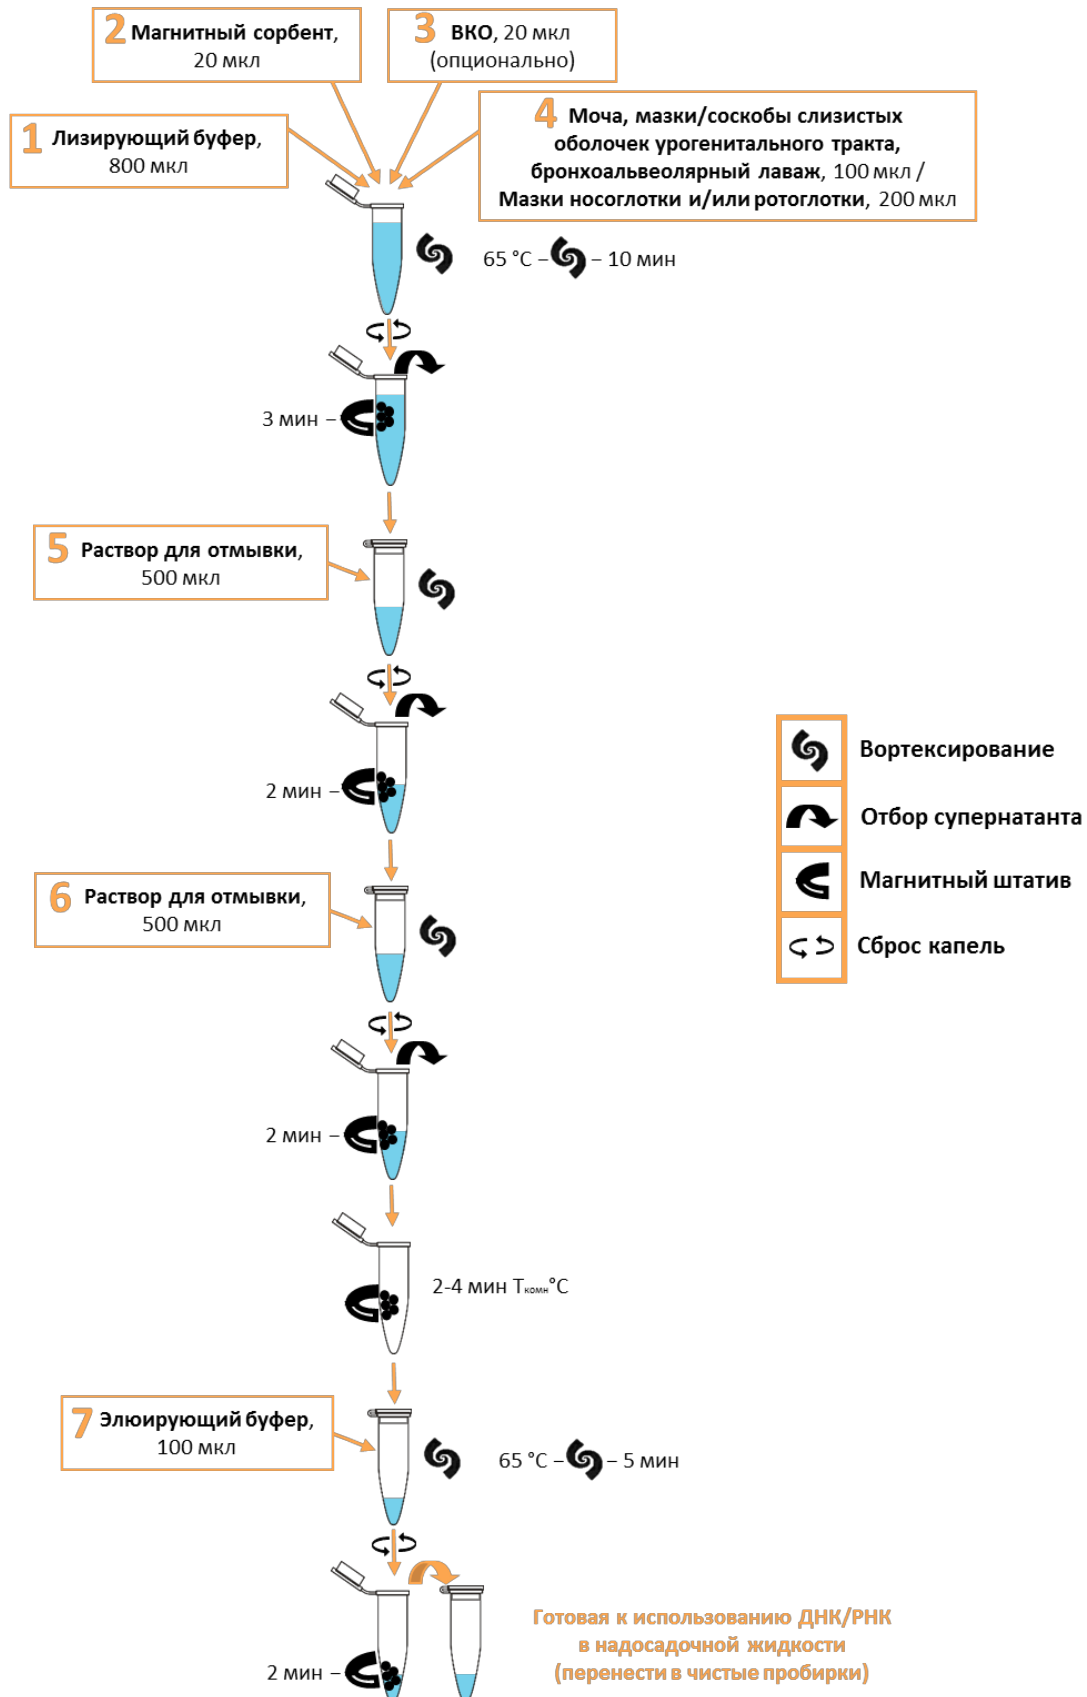 2 Магнитный сорбент,
20 мкл
3 ВКО, 20 мкл
(опционально)
1 Лизирующий буфер,
800 мкл
4 Моча, мазки/соскобы слизистых
оболочек урогенитального тракта,
бронхоальвеолярный лаваж, 100 мкл /
Мазки носоглотки и/или ротоглотки, 200 мкл
65 °C – – 10 мин
3 мин –
5 Раствор для отмывки,
500 мкл
2 мин –
Вортексирование
Отбор супернатанта
Магнитный штатив
Сброс капель
6 Раствор для отмывки,
500 мкл
2 мин –
2-4 мин Tкомн°C
7 Элюирующий буфер,
100 мкл
65 °C – – 5 мин
Готовая к использованию ДНК/РНК
в надосадочной жидкости
(перенести в чистые пробирки)
2 мин –